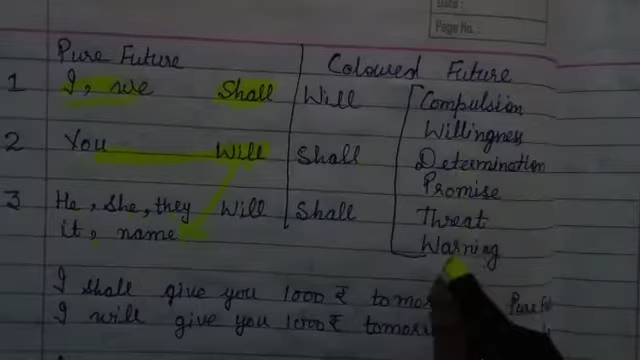 Date :
Page No.:
Pure Future Coloured Future
1 I, we Shall Will Compulsion
Willingness
2 You Will Shall Determination
Promise
3 He, she, they Will Shall Threat
it, name Warning
I shall give you 1000 ₹ Pure
I will give you 1000 ₹